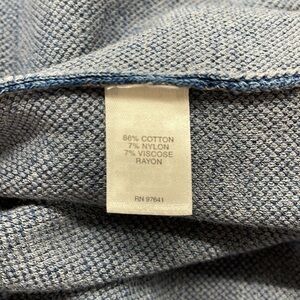 86% COTTON
7% NYLON
7% VISCOSE
RAYON
RN 97641